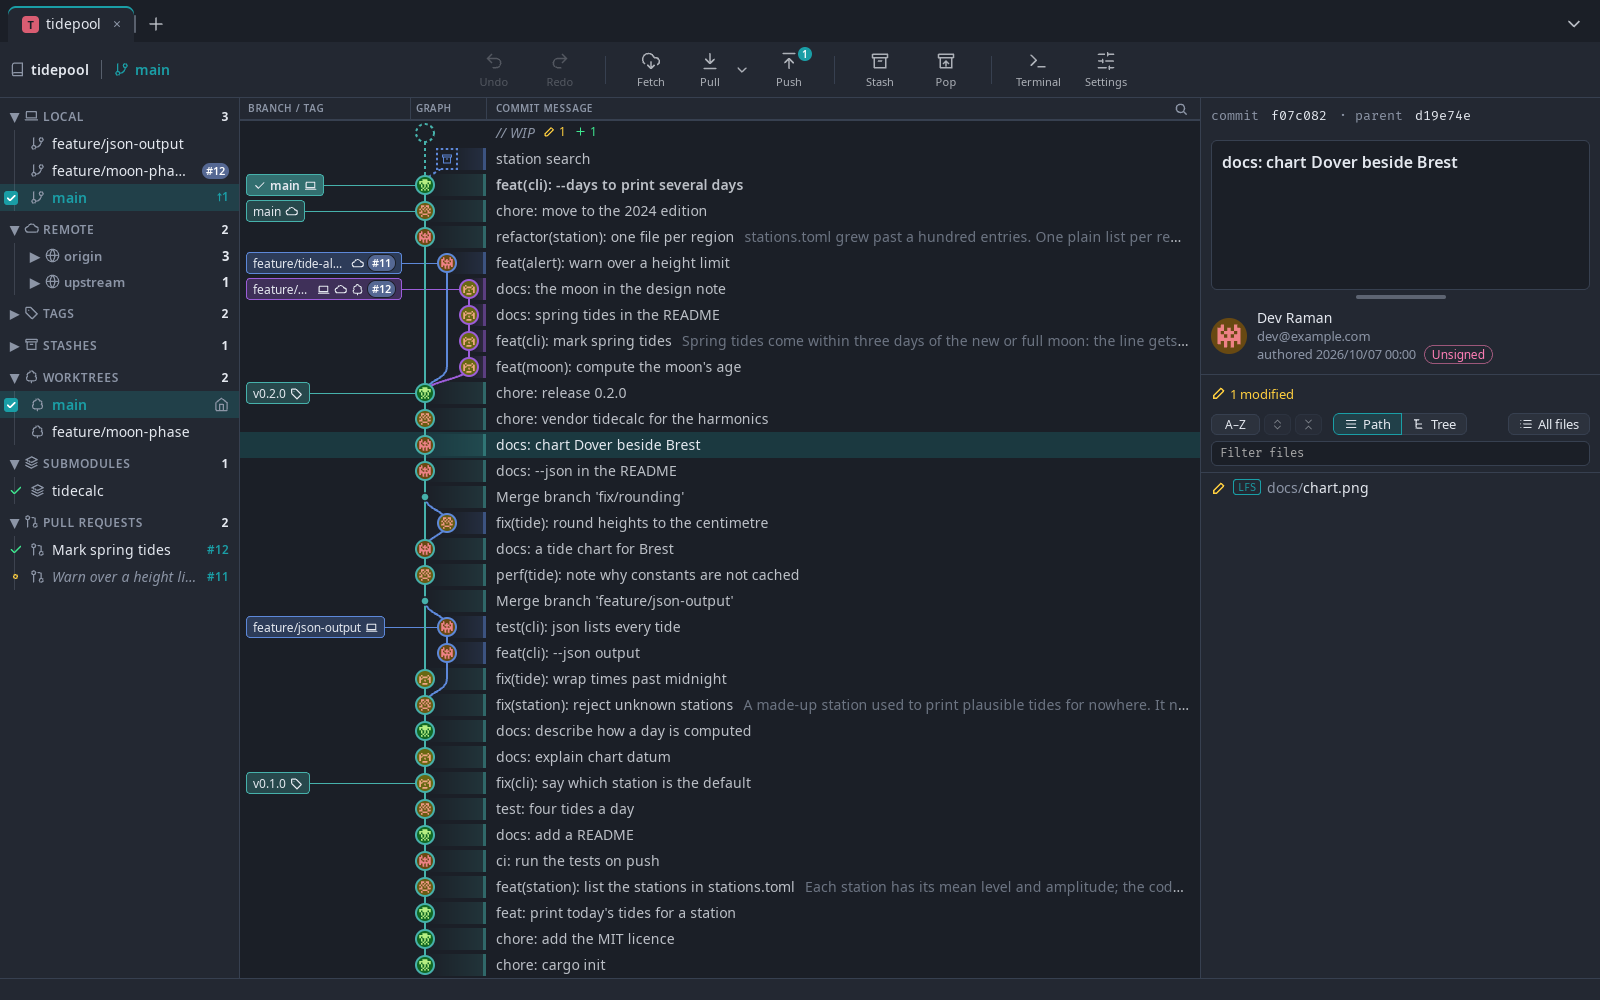 T tidepool × +
tidepool main
Undo Redo Fetch Pull Push 1 Stash Pop Terminal Settings
LOCAL 3
feature/json-output
feature/moon-pha... #12
main ↑1
REMOTE 2
origin 3
upstream 1
TAGS 2
STASHES 1
WORKTREES 2
main
feature/moon-phase
SUBMODULES 1
tidecalc
PULL REQUESTS 2
Mark spring tides #12
Warn over a height li... #11
BRANCH / TAG GRAPH COMMIT MESSAGE
// WIP 1 + 1
station search
main feat(cli): --days to print several days
main chore: move to the 2024 edition
refactor(station): one file per region stations.toml grew past a hundred entries. One plain list per re...
feature/tide-al... #11 feat(alert): warn over a height limit
feature/... #12 docs: the moon in the design note
docs: spring tides in the README
feat(cli): mark spring tides Spring tides come within three days of the new or full moon: the line gets...
feat(moon): compute the moon's age
v0.2.0 chore: release 0.2.0
chore: vendor tidecalc for the harmonics
docs: chart Dover beside Brest
docs: --json in the README
Merge branch 'fix/rounding'
fix(tide): round heights to the centimetre
docs: a tide chart for Brest
perf(tide): note why constants are not cached
Merge branch 'feature/json-output'
feature/json-output test(cli): json lists every tide
feat(cli): --json output
fix(tide): wrap times past midnight
fix(station): reject unknown stations A made-up station used to print plausible tides for nowhere. It n...
docs: describe how a day is computed
docs: explain chart datum
v0.1.0 fix(cli): say which station is the default
test: four tides a day
docs: add a README
ci: run the tests on push
feat(station): list the stations in stations.toml Each station has its mean level and amplitude; the cod...
feat: print today's tides for a station
chore: add the MIT licence
chore: cargo init
commit f07c082 · parent d19e74e
docs: chart Dover beside Brest
Dev Raman
dev@example.com
authored 2026/10/07 00:00 Unsigned
1 modified
A–Z Path Tree All files
Filter files
LFS docs/chart.png